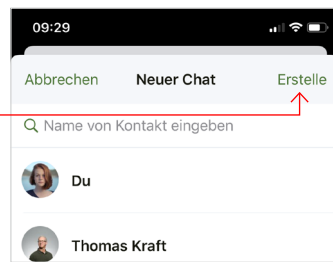 09:29
Abbrechen Neuer Chat Erstelle
Name von Kontakt eingeben
Du
Thomas Kraft